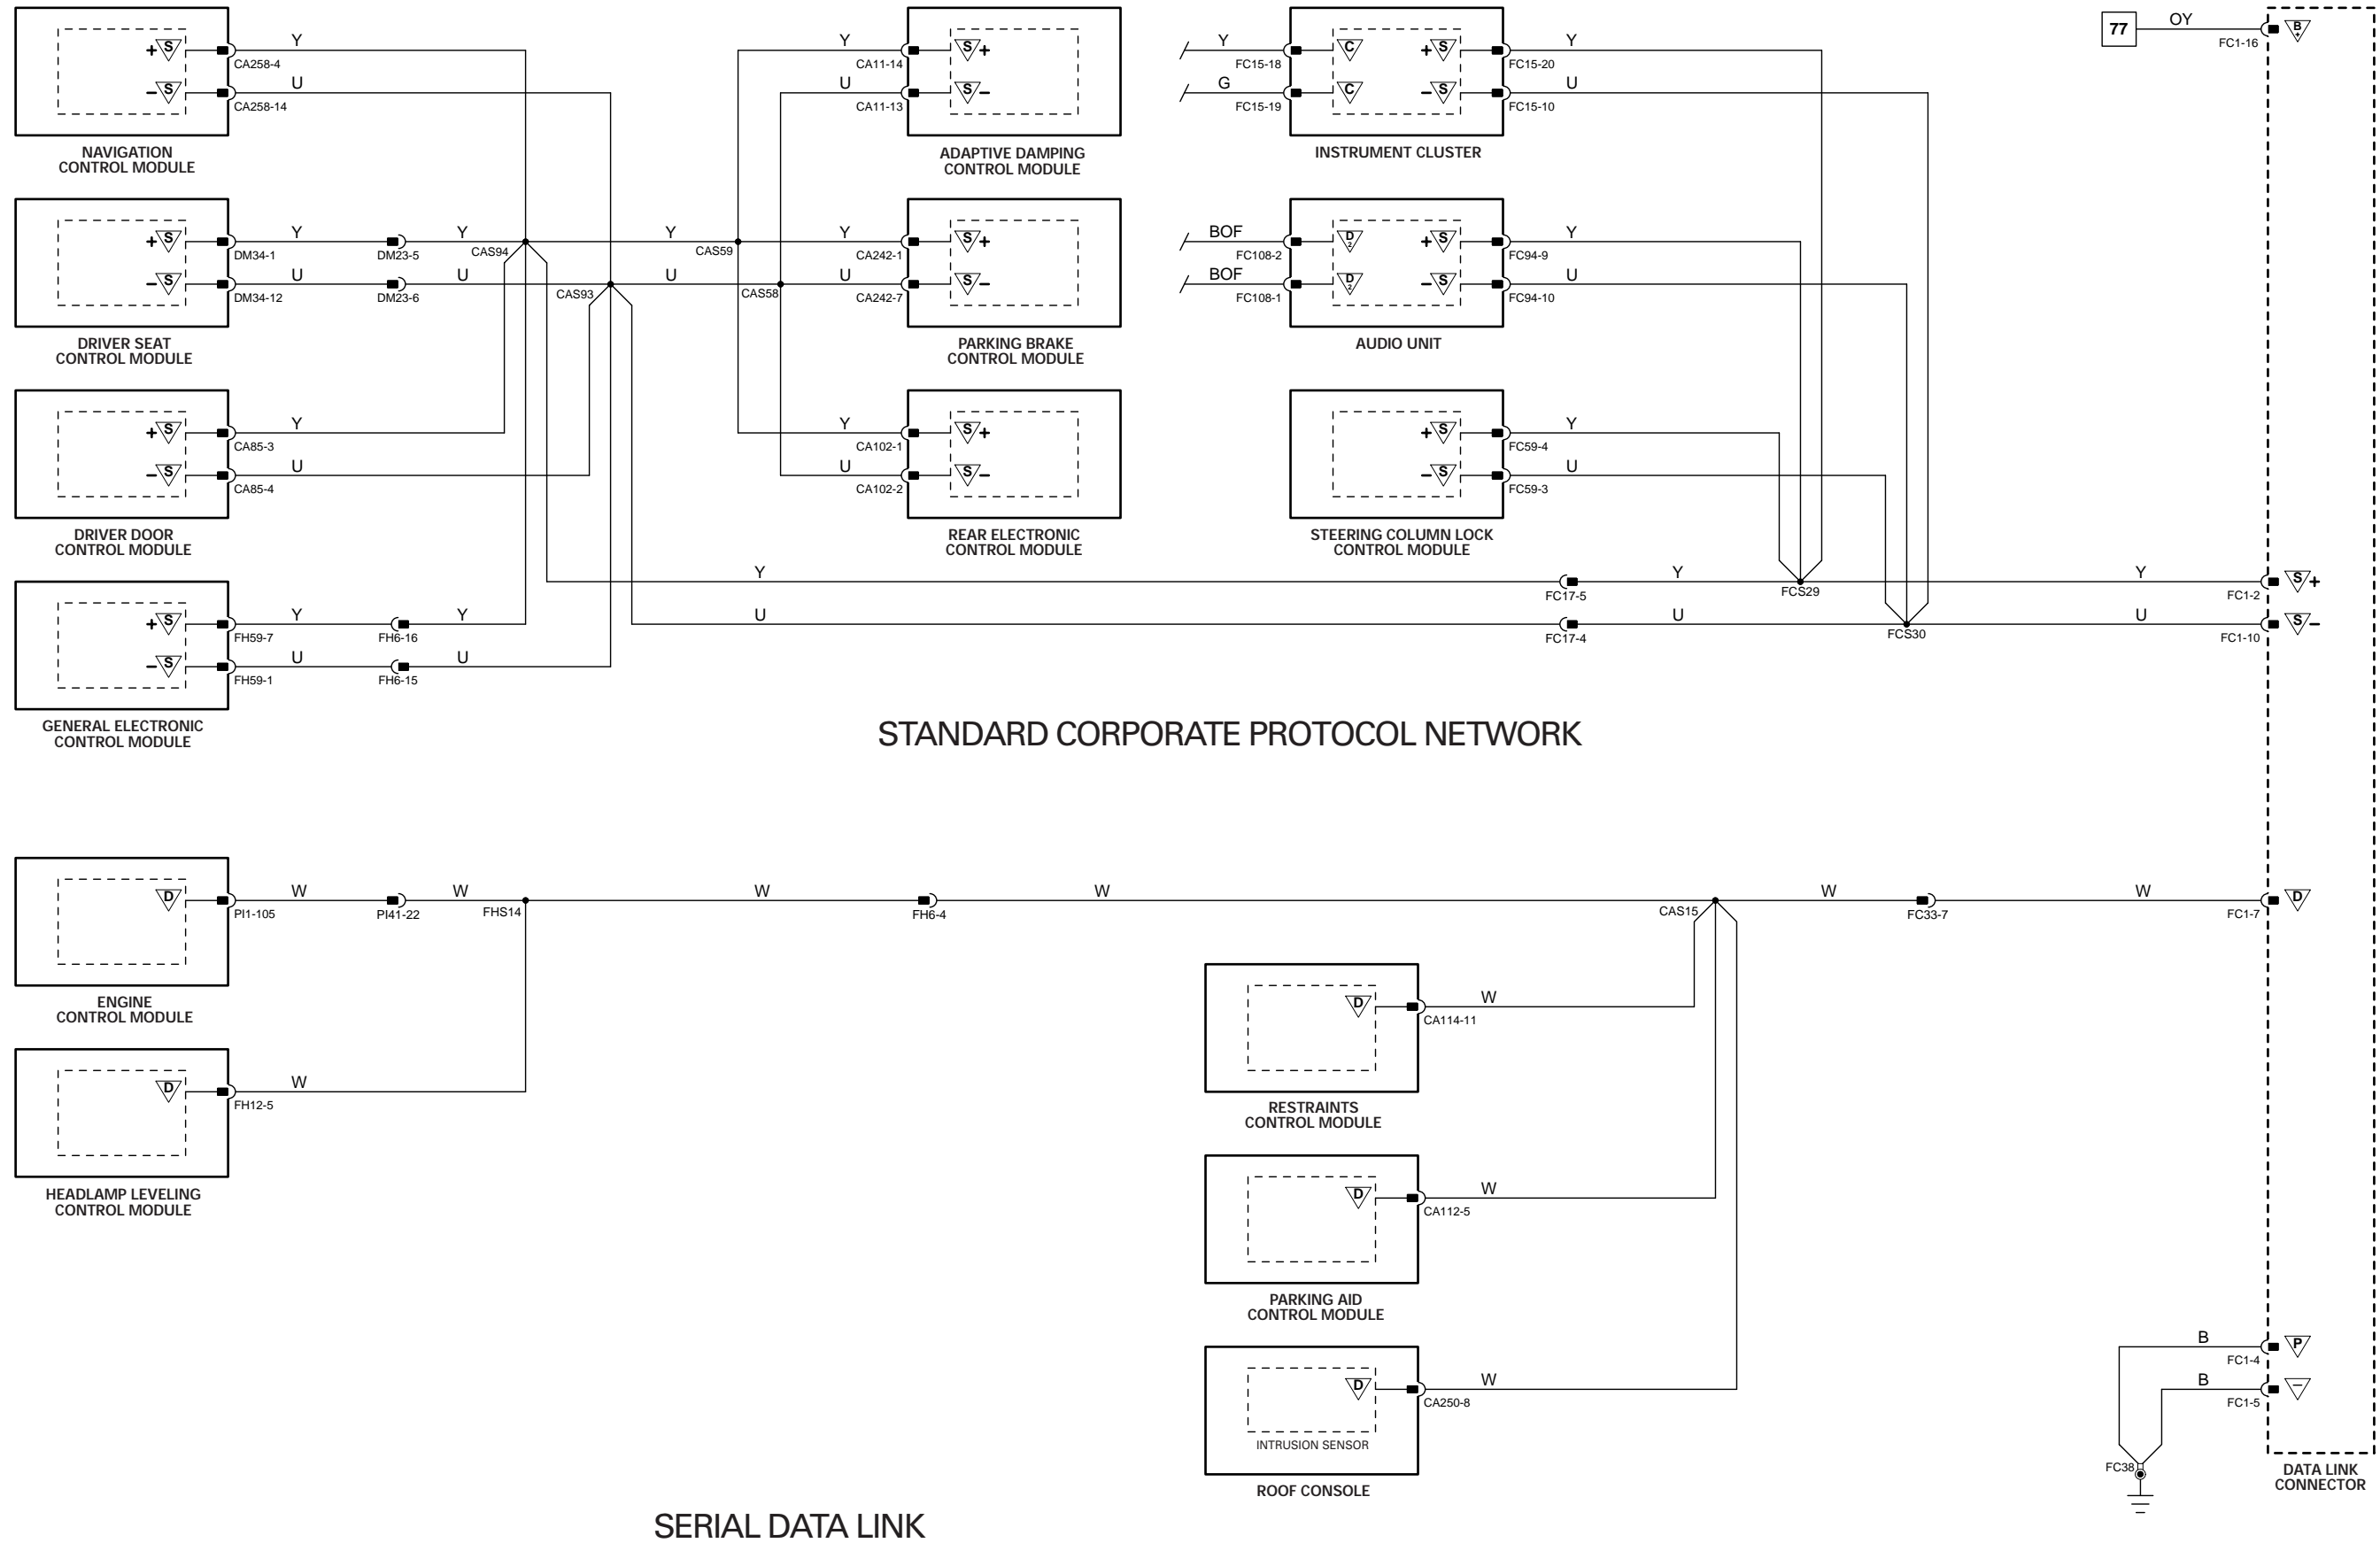 Y
S
CA258-4
U
S
CA258-14
NAVIGATION
CONTROL MODULE
Y
S
DM34-1
Y
DM23-5
U
S
DM34-12
U
DM23-6
DRIVER SEAT
CONTROL MODULE
Y
S
CA85-3
U
S
CA85-4
DRIVER DOOR
CONTROL MODULE
Y
S
FH59-7
Y
FH6-16
U
S
FH59-1
U
FH6-15
GENERAL ELECTRONIC
CONTROL MODULE
CAS94
Y
CAS59
CAS93
U
CAS58
Y
CA11-14
S
U
CA11-13
S
ADAPTIVE DAMPING
CONTROL MODULE
Y
CA242-1
S
U
CA242-7
S
PARKING BRAKE
CONTROL MODULE
Y
CA102-1
S
U
CA102-2
S
REAR ELECTRONIC
CONTROL MODULE
Y
FC15-18
C
G
FC15-19
C
S
Y
FC15-20
S
U
FC15-10
INSTRUMENT CLUSTER
BOF
FC108-2
D
2
BOF
FC108-1
D
2
S
Y
FC94-9
S
U
FC94-10
AUDIO UNIT
S
Y
FC59-4
S
U
FC59-3
STEERING COLUMN LOCK
CONTROL MODULE
Y
FC17-5
Y
FCS29
Y
FC1-2
S+
U
FC17-4
U
FCS30
U
FC1-10
S–
77
OY
FC1-16
B
+
STANDARD CORPORATE PROTOCOL NETWORK
D
W
PI1-105
PI41-22
W
FHS14
W
FH6-4
W
CAS15
W
FC33-7
W
FC1-7
D
ENGINE
CONTROL MODULE
D
W
FH12-5
HEADLAMP LEVELING
CONTROL MODULE
D
W
CA114-11
RESTRAINTS
CONTROL MODULE
D
W
CA112-5
PARKING AID
CONTROL MODULE
D
W
CA250-8
INTRUSION SENSOR
ROOF CONSOLE
B
FC1-4
P
B
FC1-5
–
FC38
DATA LINK
CONNECTOR
SERIAL DATA LINK